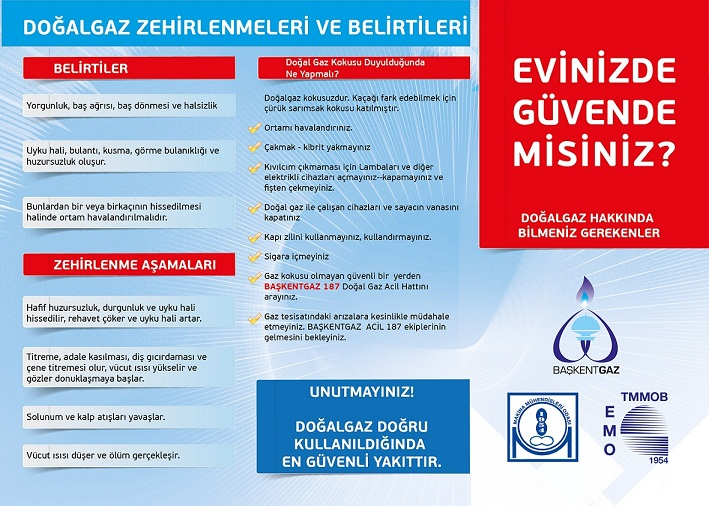 DOĞALGAZ ZEHİRLENMELERİ VE BELİRTİLERİ
BELİRTİLER
Yorgunluk, baş ağrısı, baş dönmesi ve halsizlik
Uyku hali, bulantı, kusma, görme bulanıklığı ve
huzursuzluk oluşur.
Bunlardan bir veya birkaçının hissedilmesi
halinde ortam havalandırılmalıdır.
ZEHİRLENME AŞAMALARI
Hafif huzursuzluk, durgunluk ve uyku hali
hissedilir, rehavet çöker ve uyku hali artar.
Titreme, adale kasılması, diş gıcırdaması ve
çene titremesi olur, vücut ısısı yükselir ve
gözler donuklaşmaya başlar.
Solunum ve kalp atışları yavaşlar.
Vücut ısısı düşer ve ölüm gerçekleşir.
Doğal Gaz Kokusu Duyulduğunda
Ne Yapmalı?
Doğalgaz kokusuzdur. Kaçağı fark edebilmek için
çürük sarımsak kokusu katılmıştır.
Ortamı havalandırınız.
Çakmak - kibrit yakmayınız
Kıvılcım çıkmaması için Lambaları ve diğer
elektrikli cihazları açmayınız--kapamayınız ve
fişten çekmeyiniz.
Doğal gaz ile çalışan cihazları ve sayacın vanasını
kapatınız
Kapı zilini kullanmayınız, kullandırmayınız.
Sigara içmeyiniz
Gaz kokusu olmayan güvenli bir yerden
BAŞKENTGAZ 187 Doğal Gaz Acil Hattını
arayınız.
Gaz tesisatındaki arızalara kesinlikle müdahale
etmeyiniz. BAŞKENTGAZ ACİL 187 ekiplerinin
gelmesini bekleyiniz.
UNUTMAYINIZ!
DOĞALGAZ DOĞRU
KULLANILDIĞINDA
EN GÜVENLİ YAKITTIR.
EVİNİZDE
GÜVENDE
MİSİNİZ?
DOĞALGAZ HAKKINDA
BİLMENİZ GEREKENLER
BAŞKENTGAZ
MAKİNA MÜHENDİSLERİ ODASI
1954
TMMOB
EMO
1954